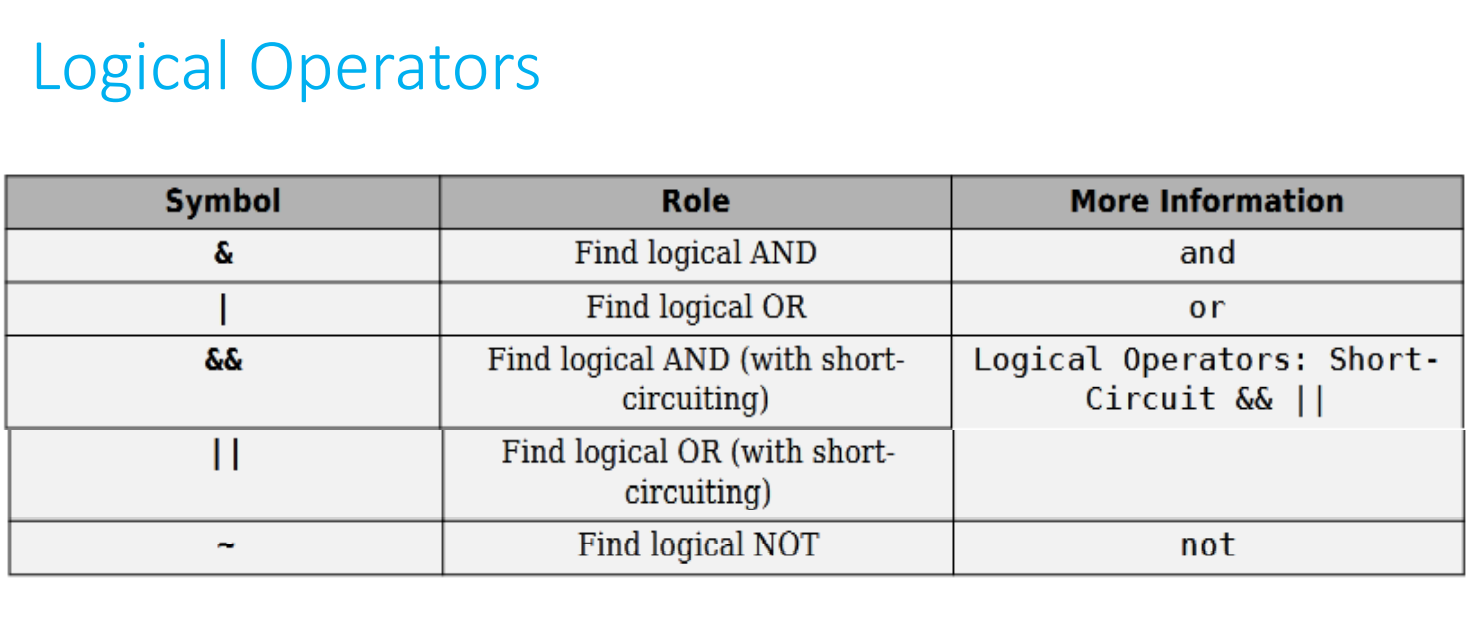 Logical Operators
Symbol Role More Information
& Find logical AND and
| Find logical OR or
&& Find logical AND (with short- Logical Operators: Short-
circuiting) Circuit && ||
|| Find logical OR (with short-
circuiting)
~ Find logical NOT not